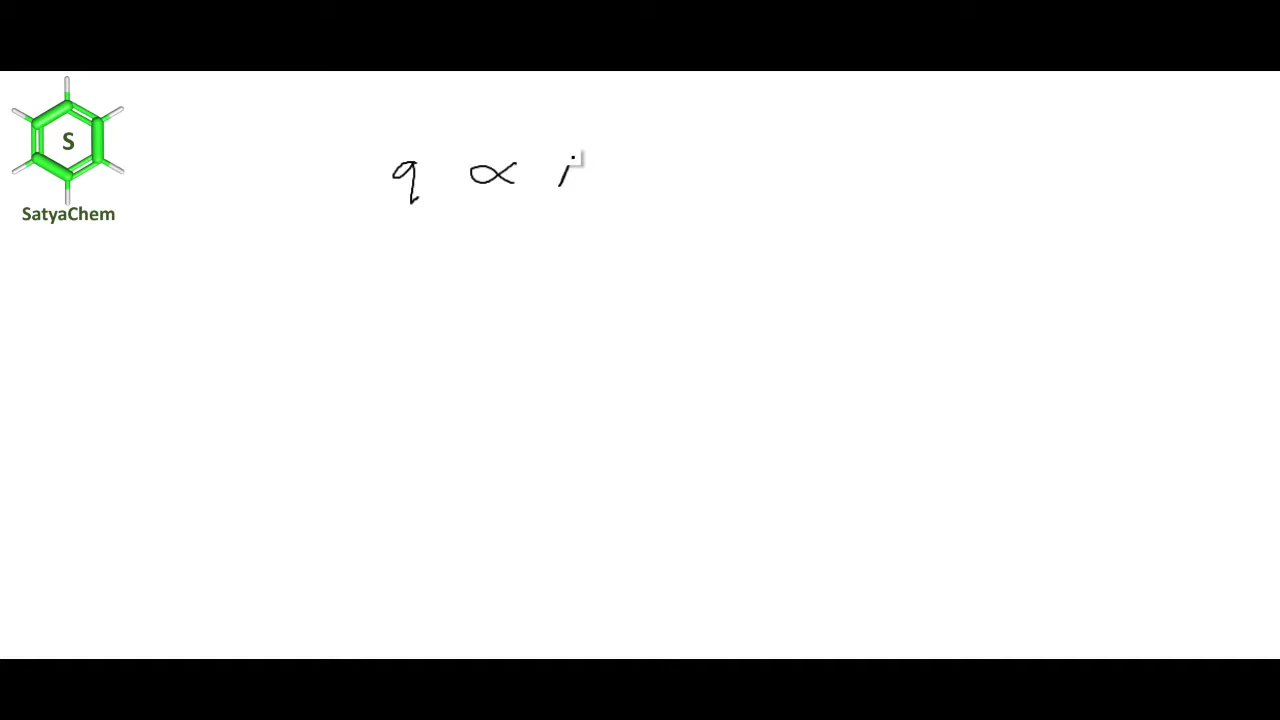 S
SatyaChem
q ∝ i